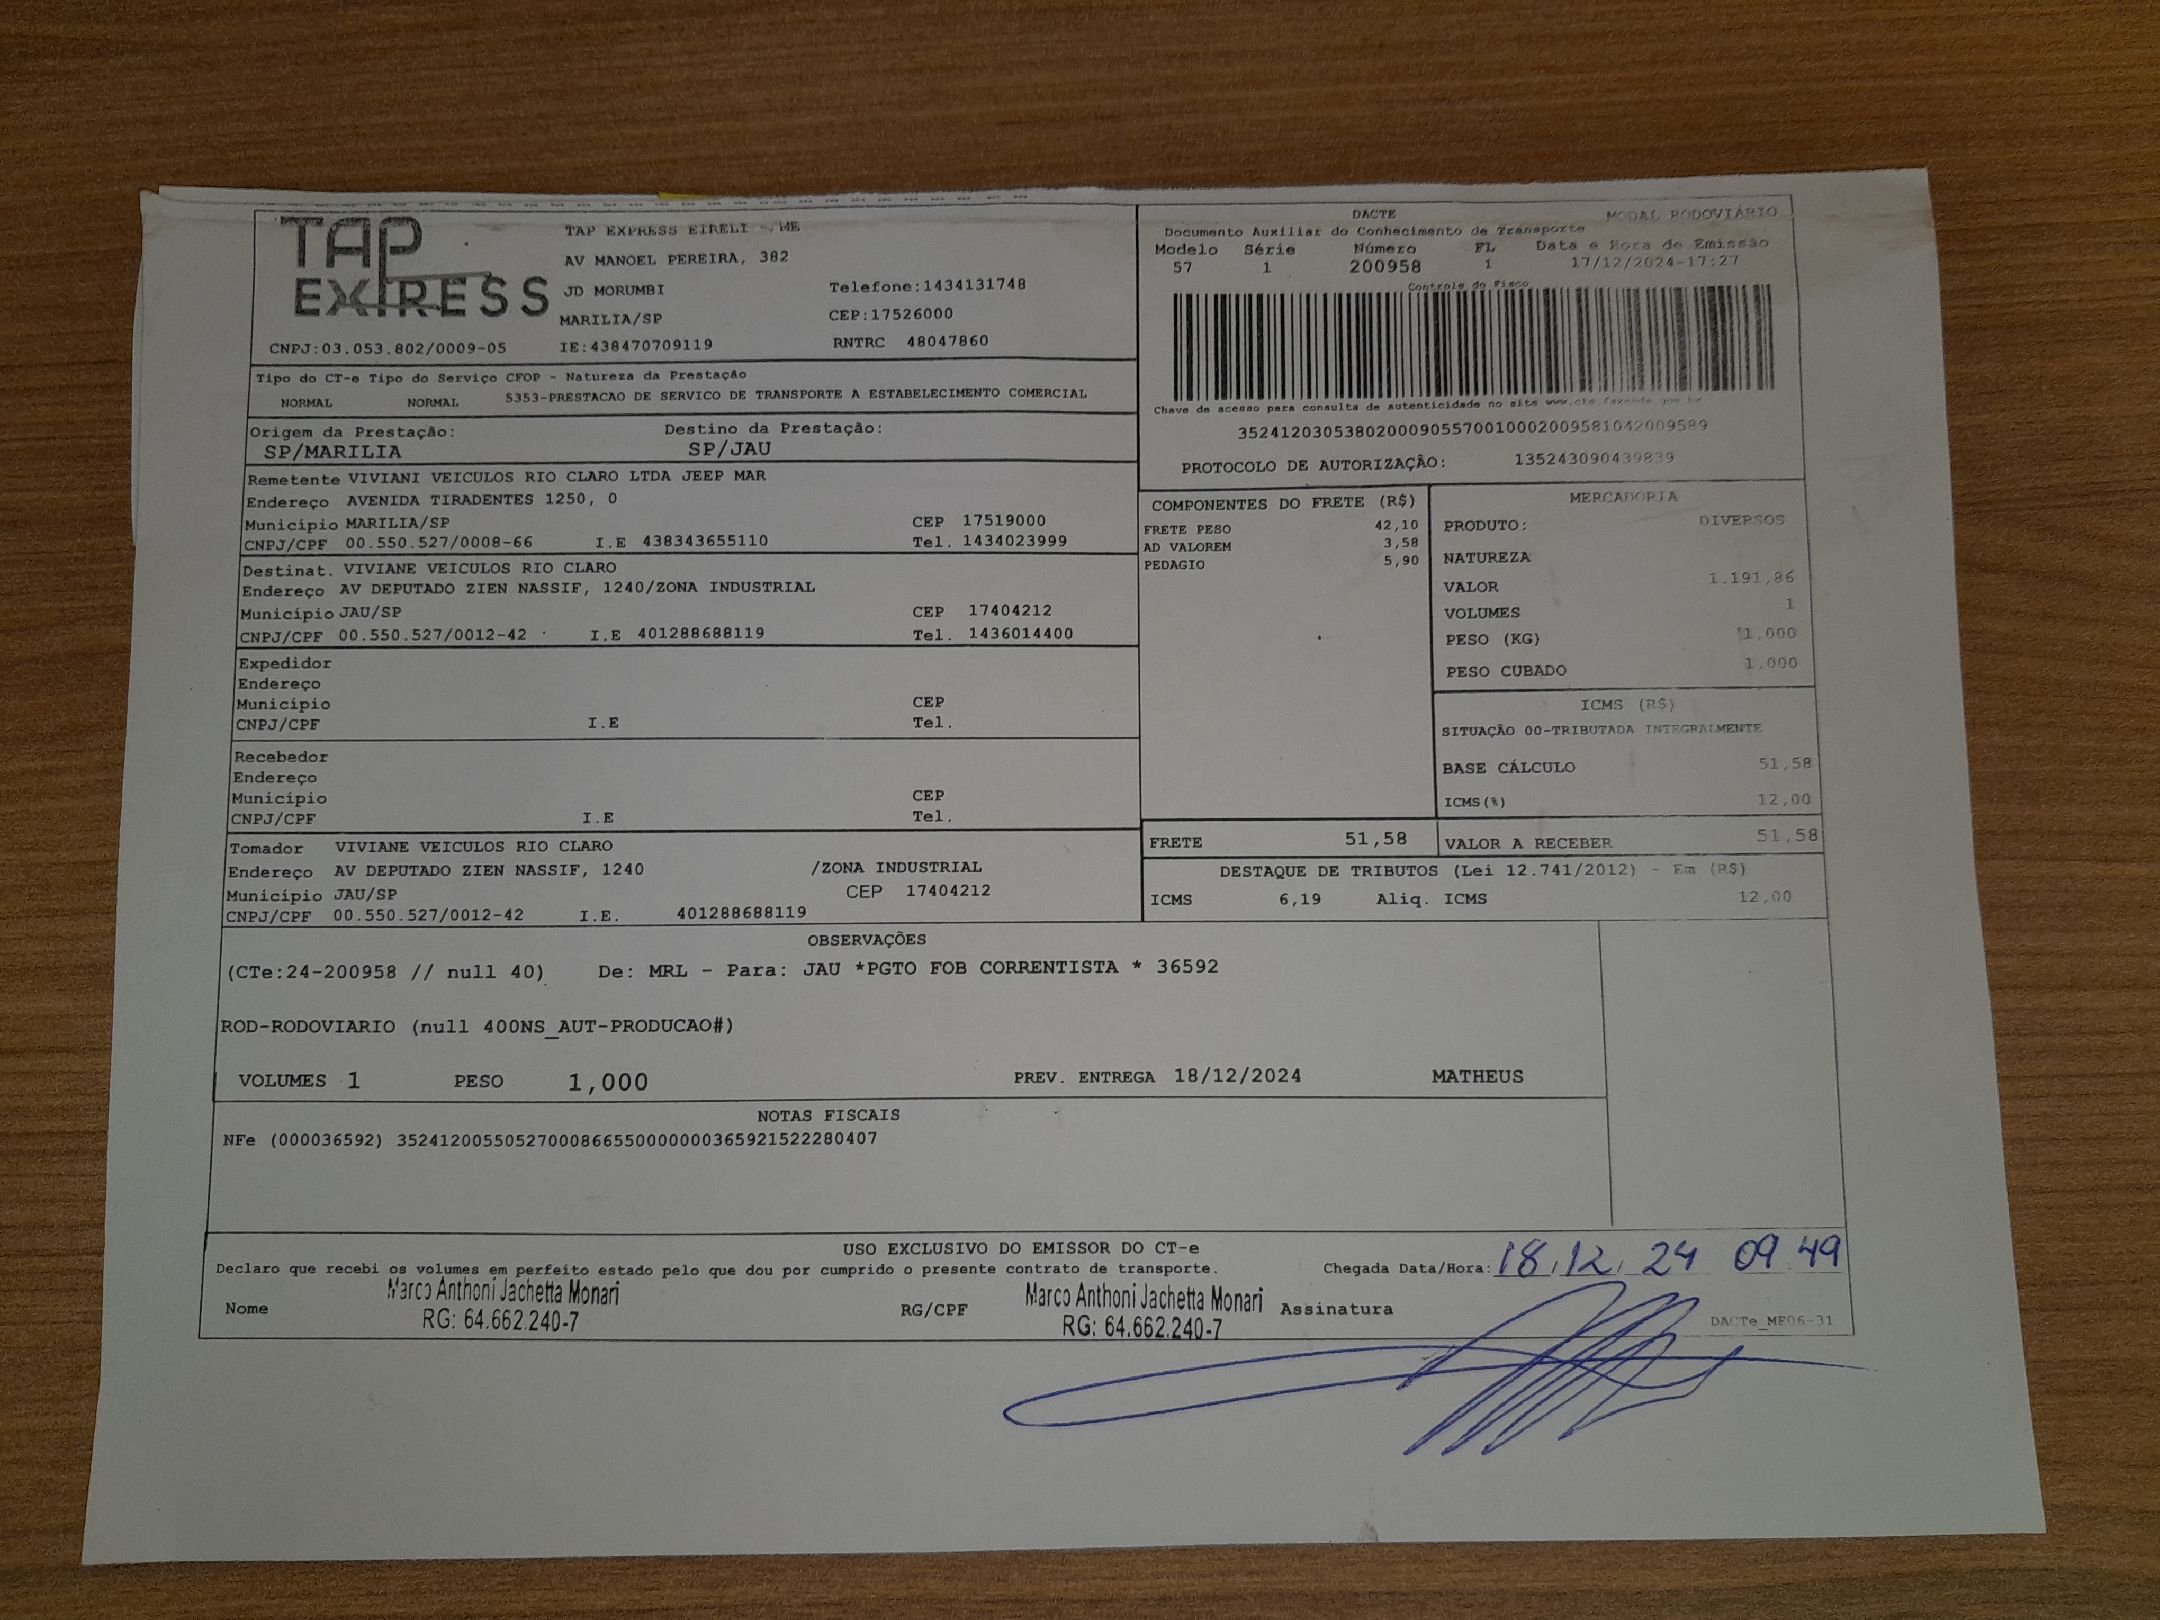 TAP
EXPRESS
TAP EXPRESS EIRELI - ME
AV MANOEL PEREIRA, 382
JD MORUMBI Telefone:1434131748
MARILIA/SP CEP:17526000
CNPJ:03.053.802/0009-05 IE:438470709119 RNTRC 48047860
DACTE MODAL RODOVIÁRIO
Documento Auxiliar do Conhecimento de Transporte
Modelo Série Número FL Data e Hora de Emissão
57 1 200958 1 17/12/2024-17:27
Controle do Fisco
Chave de acesso para consulta de autenticidade no site www.cte.fazenda.gov.br
35241203053802000905570010002009581042009589
PROTOCOLO DE AUTORIZAÇÃO: 135243090439839
Tipo do CT-e Tipo do Serviço CFOP - Natureza da Prestação
NORMAL NORMAL 5353-PRESTACAO DE SERVICO DE TRANSPORTE A ESTABELECIMENTO COMERCIAL
Origem da Prestação: Destino da Prestação:
SP/MARILIA SP/JAU
Remetente VIVIANI VEICULOS RIO CLARO LTDA JEEP MAR
Endereço AVENIDA TIRADENTES 1250, 0
Município MARILIA/SP CEP 17519000
CNPJ/CPF 00.550.527/0008-66 I.E 438343655110 Tel. 1434023999
Destinat. VIVIANE VEICULOS RIO CLARO
Endereço AV DEPUTADO ZIEN NASSIF, 1240/ZONA INDUSTRIAL
Município JAU/SP CEP 17404212
CNPJ/CPF 00.550.527/0012-42 I.E 401288688119 Tel. 1436014400
Expedidor
Endereço
Município CEP
CNPJ/CPF I.E Tel.
Recebedor
Endereço
Município CEP
CNPJ/CPF I.E Tel.
Tomador VIVIANE VEICULOS RIO CLARO
Endereço AV DEPUTADO ZIEN NASSIF, 1240 /ZONA INDUSTRIAL
Município JAU/SP CEP 17404212
CNPJ/CPF 00.550.527/0012-42 I.E. 401288688119
COMPONENTES DO FRETE (R$)
FRETE PESO 42,10
AD VALOREM 3,58
PEDAGIO 5,90
MERCADORIA
PRODUTO: DIVERSOS
NATUREZA
VALOR 1.191,86
VOLUMES 1
PESO (KG) 1,000
PESO CUBADO 1,000
ICMS (R$)
SITUAÇÃO 00-TRIBUTADA INTEGRALMENTE
BASE CÁLCULO 51,58
ICMS(%) 12,00
FRETE 51,58 VALOR A RECEBER 51,58
DESTAQUE DE TRIBUTOS (Lei 12.741/2012) - Em (R$)
ICMS 6,19 Aliq. ICMS 12,00
OBSERVAÇÕES
(CTe:24-200958 // null 40) De: MRL - Para: JAU *PGTO FOB CORRENTISTA * 36592
ROD-RODOVIARIO (null 400NS_AUT-PRODUCAO#)
VOLUMES 1 PESO 1,000 PREV. ENTREGA 18/12/2024 MATHEUS
NOTAS FISCAIS
NFe (000036592) 35241200550527000866550000000365921522280407
USO EXCLUSIVO DO EMISSOR DO CT-e
Declaro que recebi os volumes em perfeito estado pelo que dou por cumprido o presente contrato de transporte. Chegada Data/Hora: 18.12.24 09 49
Nome Marco Anthoni Jachetta Monari RG/CPF Marco Anthoni Jachetta Monari Assinatura
RG: 64.662.240-7 RG: 64.662.240-7 DACTe_MF06-31